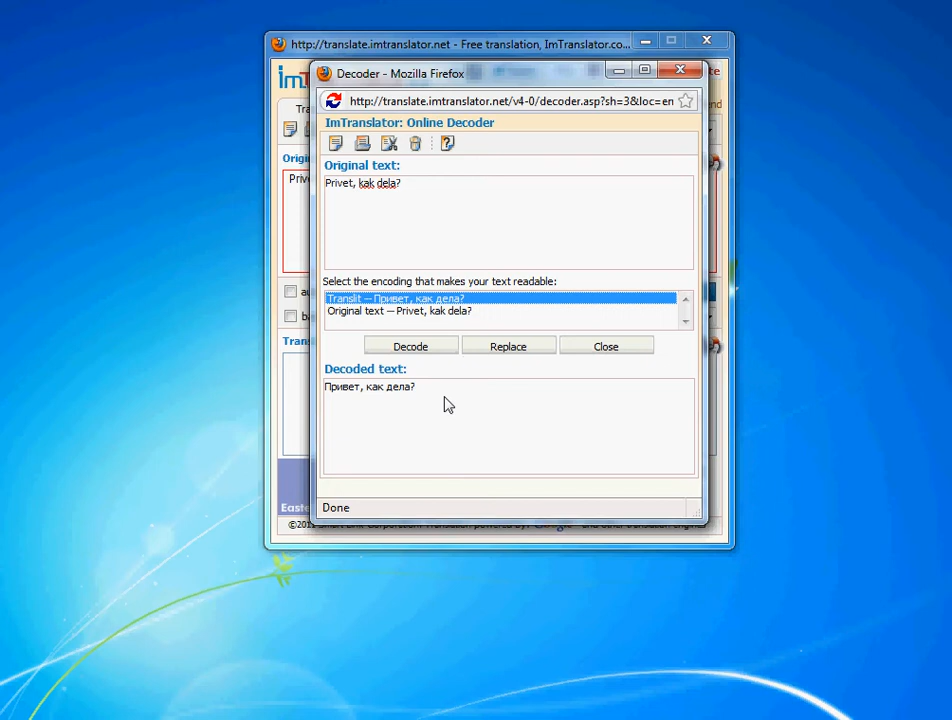 http://translate.imtranslator.net - Free translation, ImTranslator.co...
Decoder - Mozilla Firefox
http://translate.imtranslator.net/v4-0/decoder.asp?sh=3&loc=en
ImTranslator: Online Decoder
Original text:
Privet, kak dela?
Select the encoding that makes your text readable:
Translit -- Привет, как дела?
Original text -- Privet, kak dela?
Decode Replace Close
Decoded text:
Привет, как дела?
Done